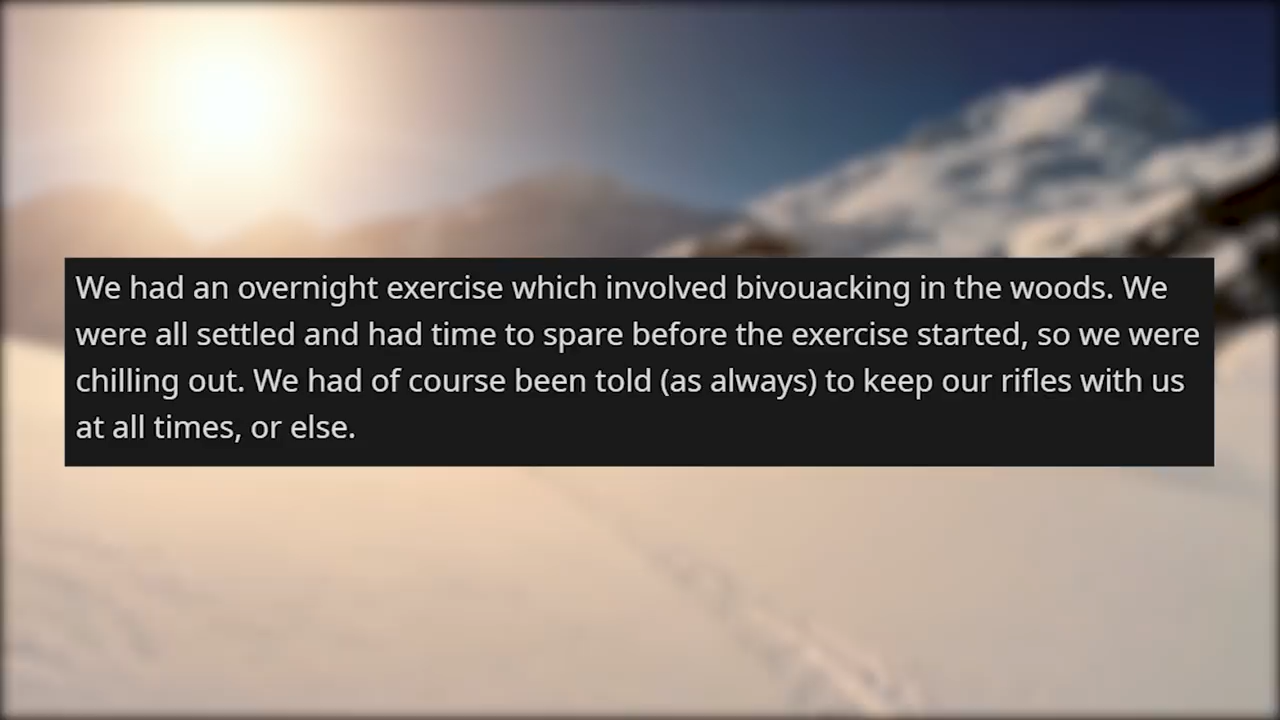 We had an overnight exercise which involved bivouacking in the woods. We
were all settled and had time to spare before the exercise started, so we were
chilling out. We had of course been told (as always) to keep our rifles with us
at all times, or else.